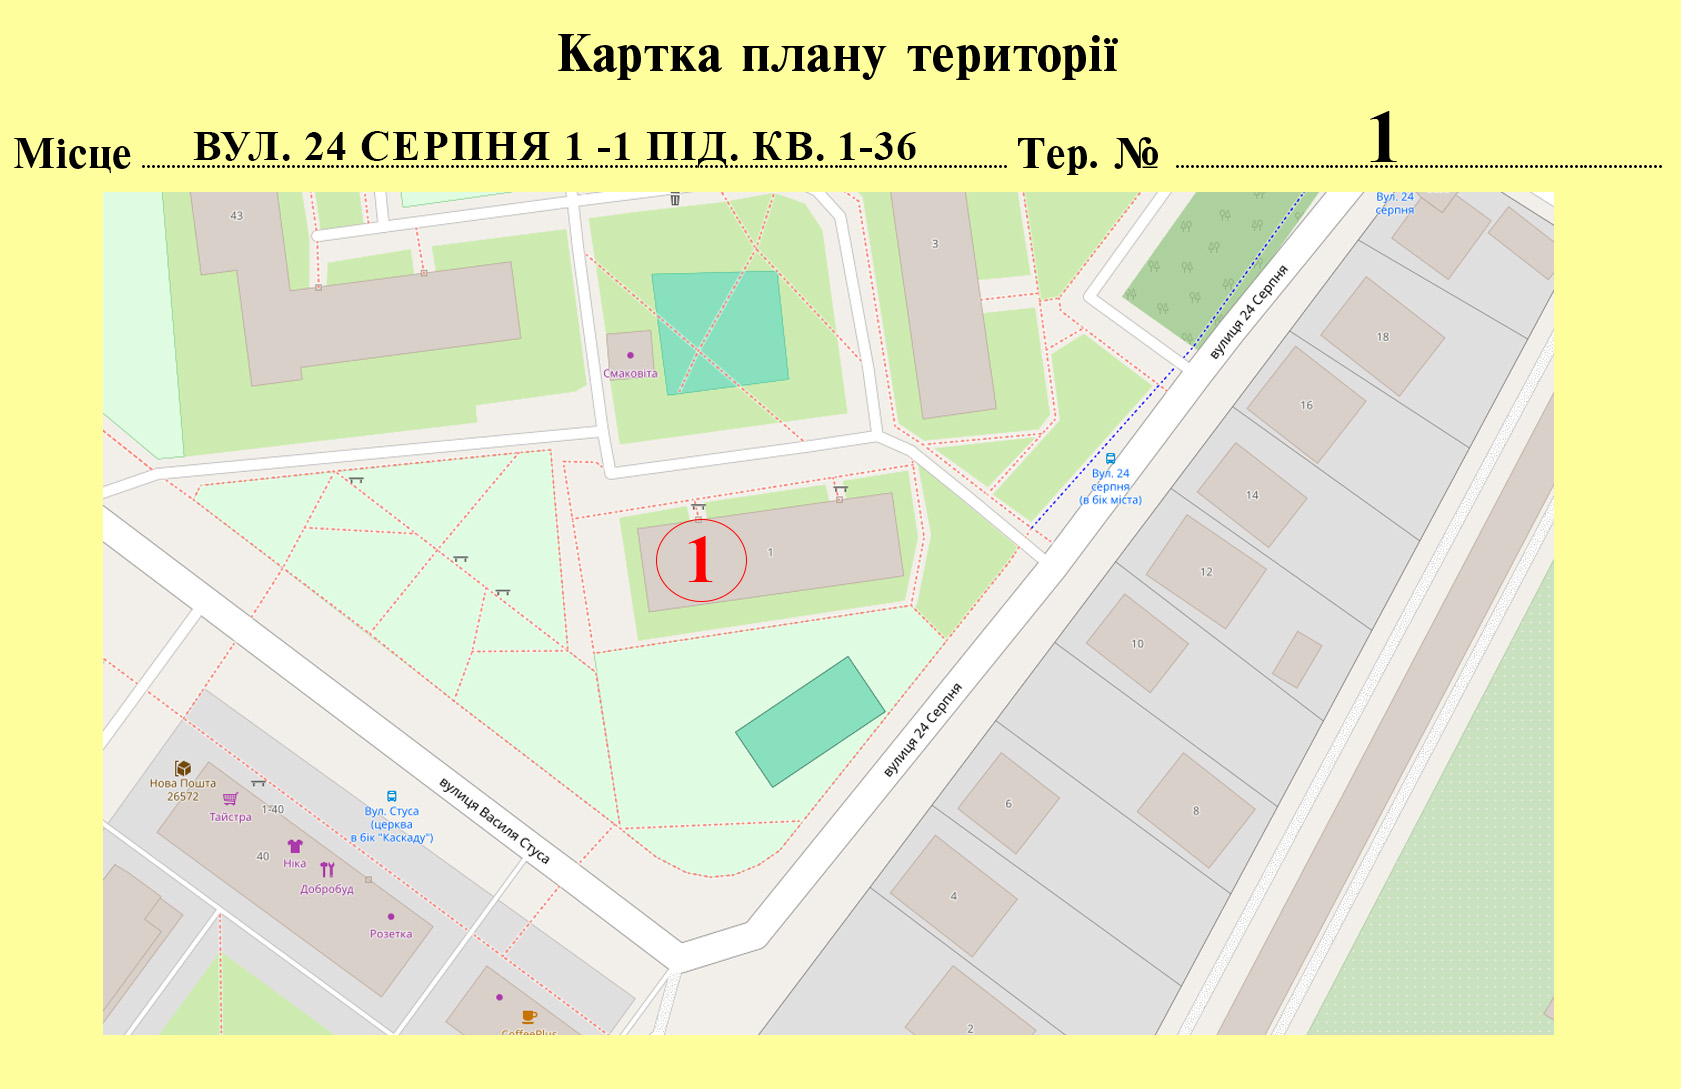 Картка плану території
Місце ВУЛ. 24 СЕРПНЯ 1 -1 ПІД. КВ. 1-36 Тер. № 1
Вул. 24
серпня
43
3
вулиця 24 Серпня
18
Смаковіта
16
Вул. 24
серпня
(в бік міста)
14
1
1
12
10
вулиця 24 Серпня
Нова Пошта
26572
Тайстра
1-40
Вул. Стуса
(церква
в бік "Каскаду")
вулиця Василя Стуса
6
8
40
Ніка
Добробуд
4
Розетка
CoffeePlus
2